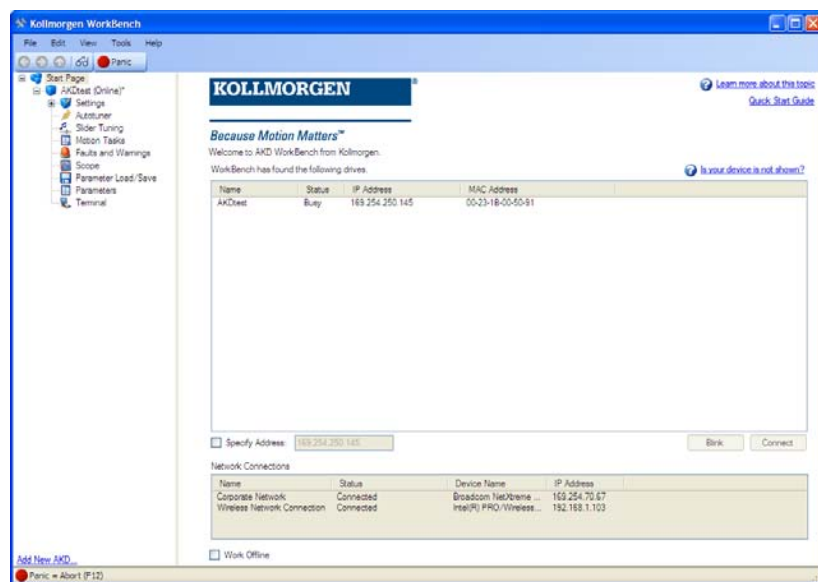 Kollmorgen WorkBench
File Edit View Tools Help
Panic
Start Page
AKDtest (Online)*
Settings
Autotuner
Slider Tuning
Motion Tasks
Faults and Warnings
Scope
Parameter Load/Save
Parameters
Terminal
Add New AKD...
KOLLMORGEN®
Because Motion Matters™
Welcome to AKD WorkBench from Kollmorgen.
WorkBench has found the following drives.
Learn more about this topic
Quick Start Guide
Is your device is not shown?
Name Status IP Address MAC Address
AKDtest Busy 169.254.250.145 00-23-1B-00-50-91
Specify Address: 169.254.250.145
Blink Connect
Network Connections
Name Status Device Name IP Address
Corporate Network Connected Broadcom NetXtreme ... 169.254.70.67
Wireless Network Connection Connected Intel(R) PRO/Wireless... 192.168.1.103
Work Offline
Panic = Abort (F12)